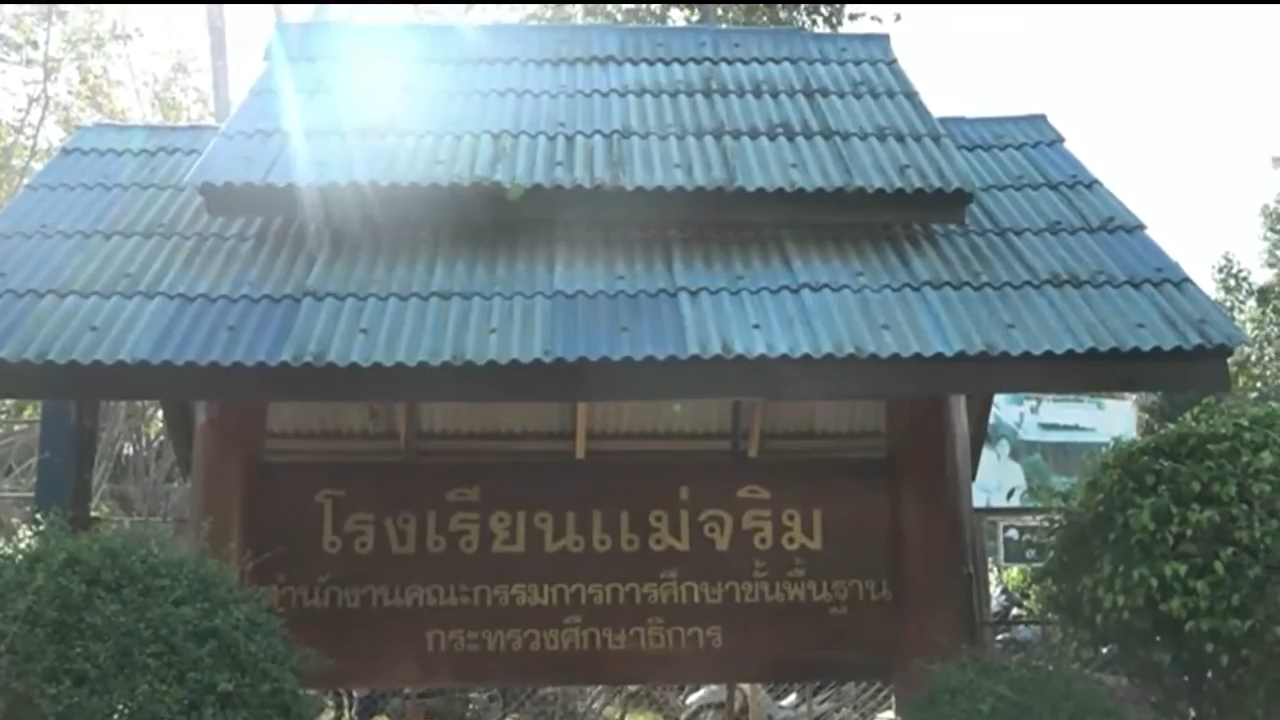 โรงเรียนแม่จริม
สำนักงานคณะกรรมการการศึกษาขั้นพื้นฐาน
กระทรวงศึกษาธิการ